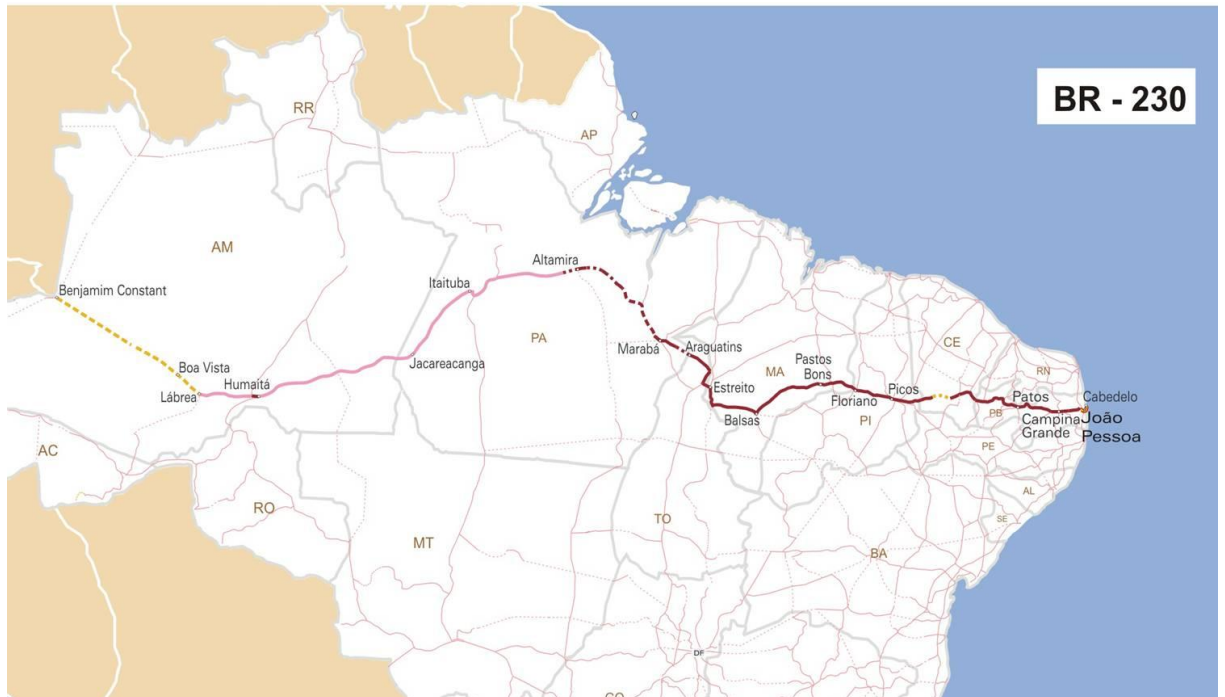 BR - 230
RR
AP
AM
Benjamim Constant
Altamira
Itaituba
PA
Boa Vista
Lábrea
Humaitá
Jacareacanga
Marabá
Araguatins
Estreito
Balsas
MA
Pastos
Bons
Floriano
Picos
PI
CE
RN
Patos
PB
Campina
Grande
Cabedelo
João
Pessoa
PE
AL
SE
AC
RO
MT
TO
BA
DF
GO